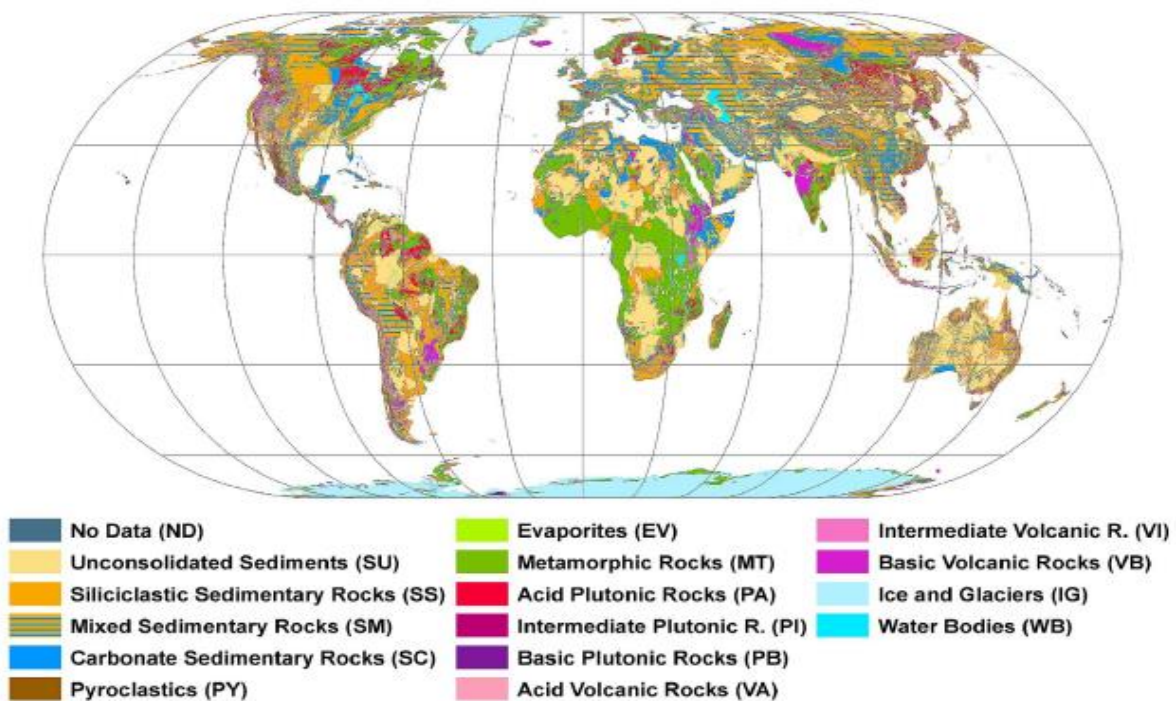 No Data (ND)
Unconsolidated Sediments (SU)
Siliciclastic Sedimentary Rocks (SS)
Mixed Sedimentary Rocks (SM)
Carbonate Sedimentary Rocks (SC)
Pyroclastics (PY)
Evaporites (EV)
Metamorphic Rocks (MT)
Acid Plutonic Rocks (PA)
Intermediate Plutonic R. (PI)
Basic Plutonic Rocks (PB)
Acid Volcanic Rocks (VA)
Intermediate Volcanic R. (VI)
Basic Volcanic Rocks (VB)
Ice and Glaciers (IG)
Water Bodies (WB)